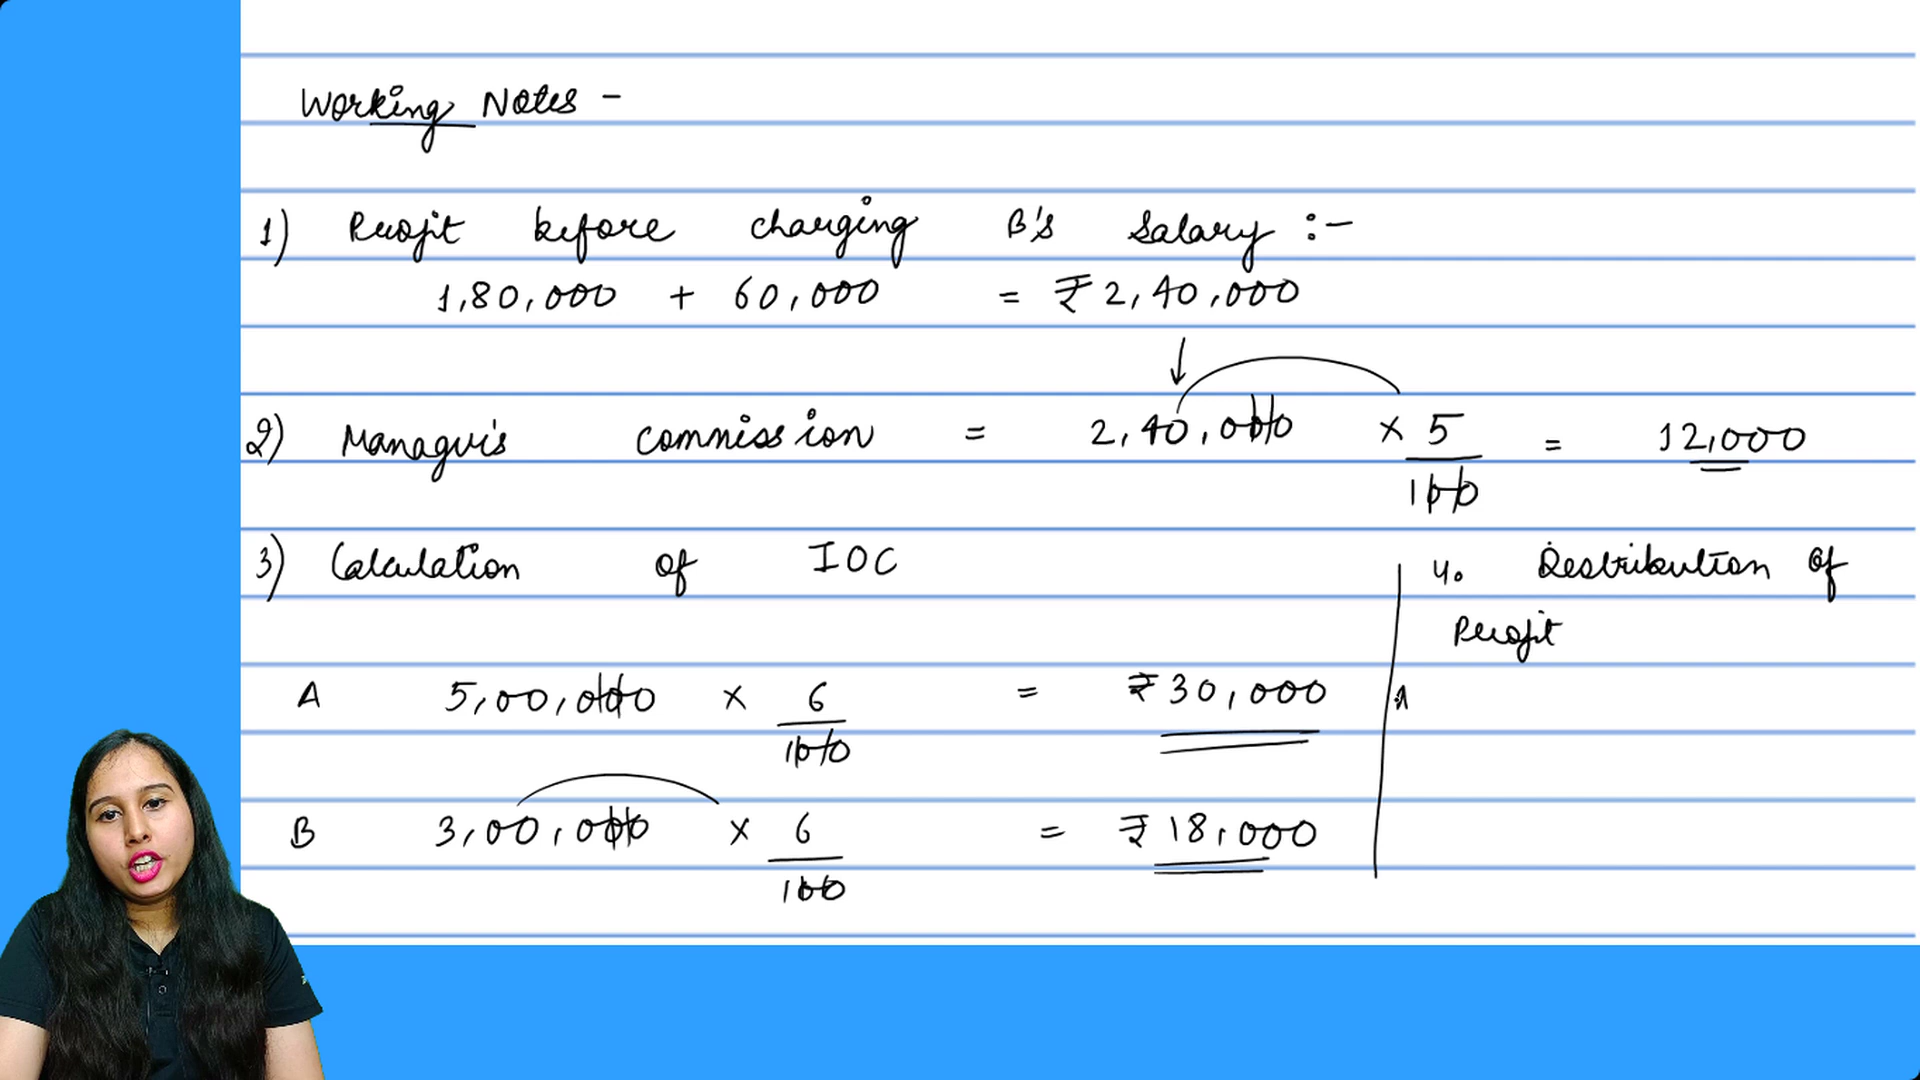 Working Notes -
1) Profit before charging B's Salary :-
1,80,000 + 60,000 = ₹ 2,40,000
2) Manager's commission = 2,40,000 × 5/100 = 12,000
3) Calculation of IOC
A 5,00,000 × 6/100 = ₹ 30,000
B 3,00,000 × 6/100 = ₹ 18,000
4. Destribution of
Profit
A